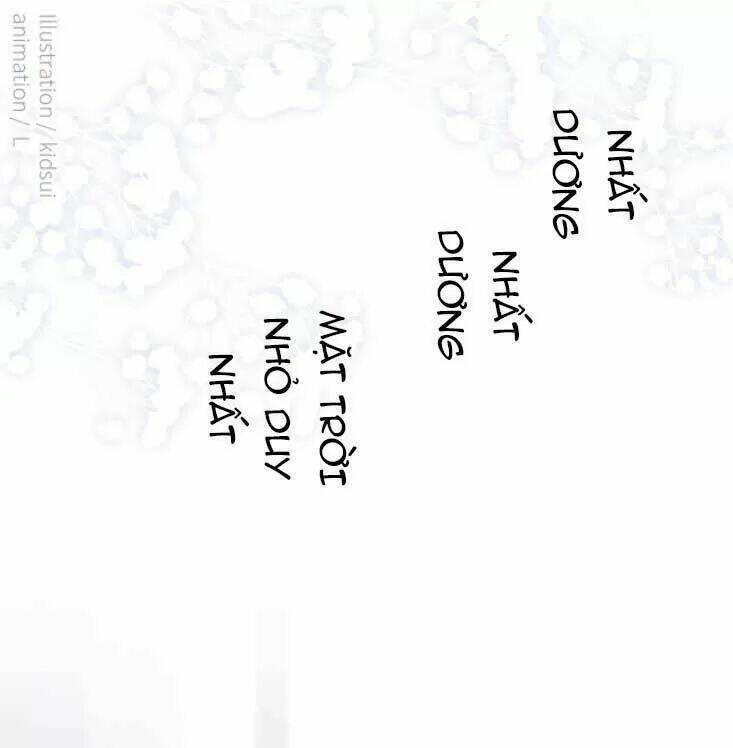 NHẤT
DƯƠNG
NHẤT
DƯƠNG
MẶT TRỜI
NHỎ DUY
NHẤT
Illustration / kidsui
animation / L